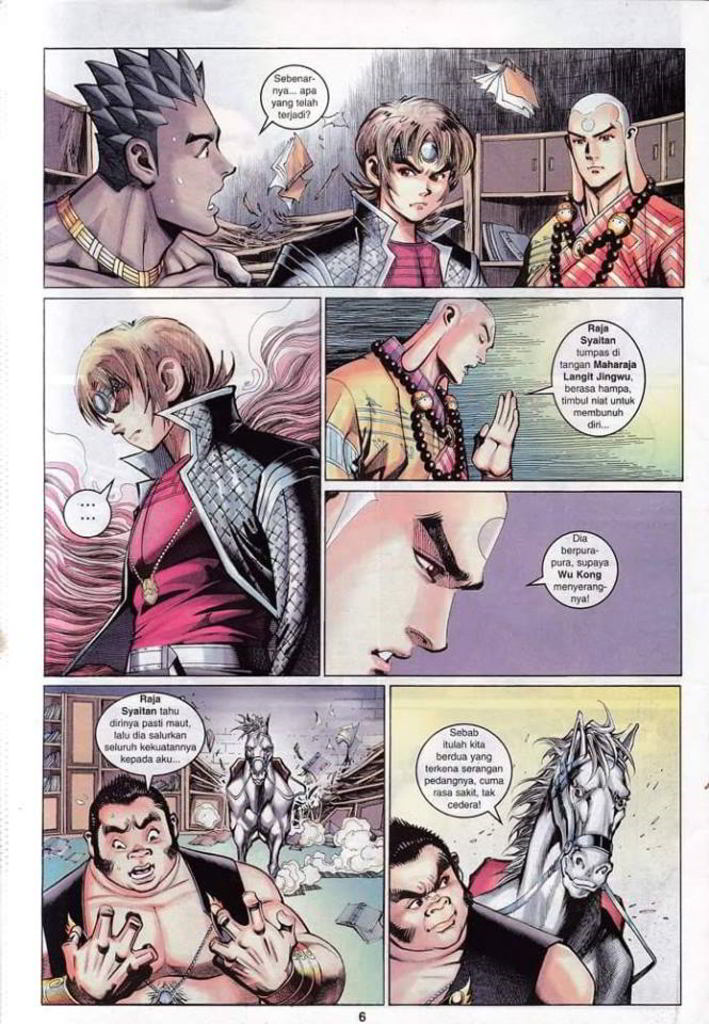 Sebenar-
nya... apa
yang telah
terjadi?
Raja
Syaitan
tumpas di
tangan Maharaja
Langit Jingwu,
berasa hampa,
timbul niat untuk
membunuh
diri...
...
...
Dia
berpura-
pura, supaya
Wu Kong
menyerang-
nya!
Raja
Syaitan tahu
dirinya pasti maut,
lalu dia salurkan
seluruh kekuatannya
kepada aku...
Sebab
itulah kita
berdua yang
terkena serangan
pedangnya, cuma
rasa sakit, tak
cedera!
6